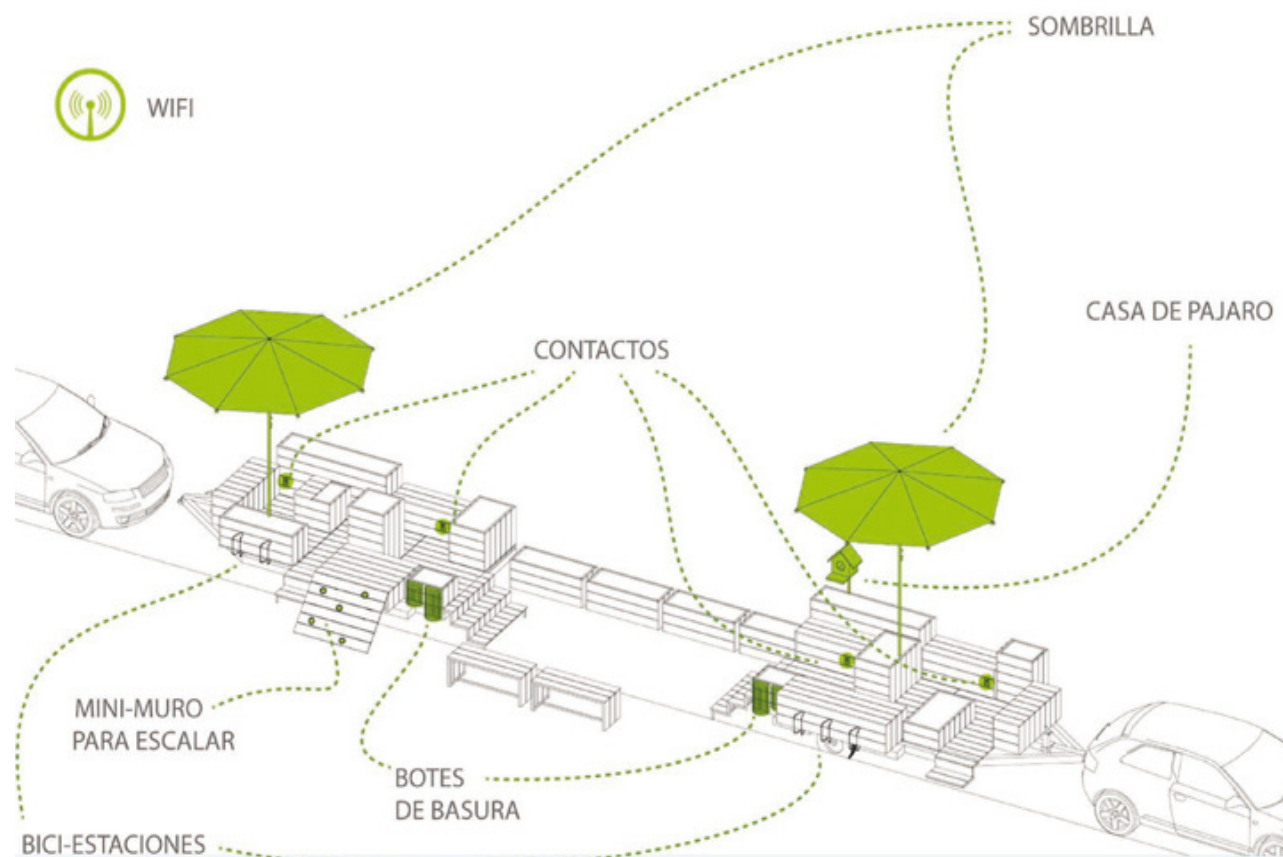 SOMBRILLA
WIFI
CASA DE PAJARO
CONTACTOS
MINI-MURO
PARA ESCALAR
BOTES
DE BASURA
BICI-ESTACIONES